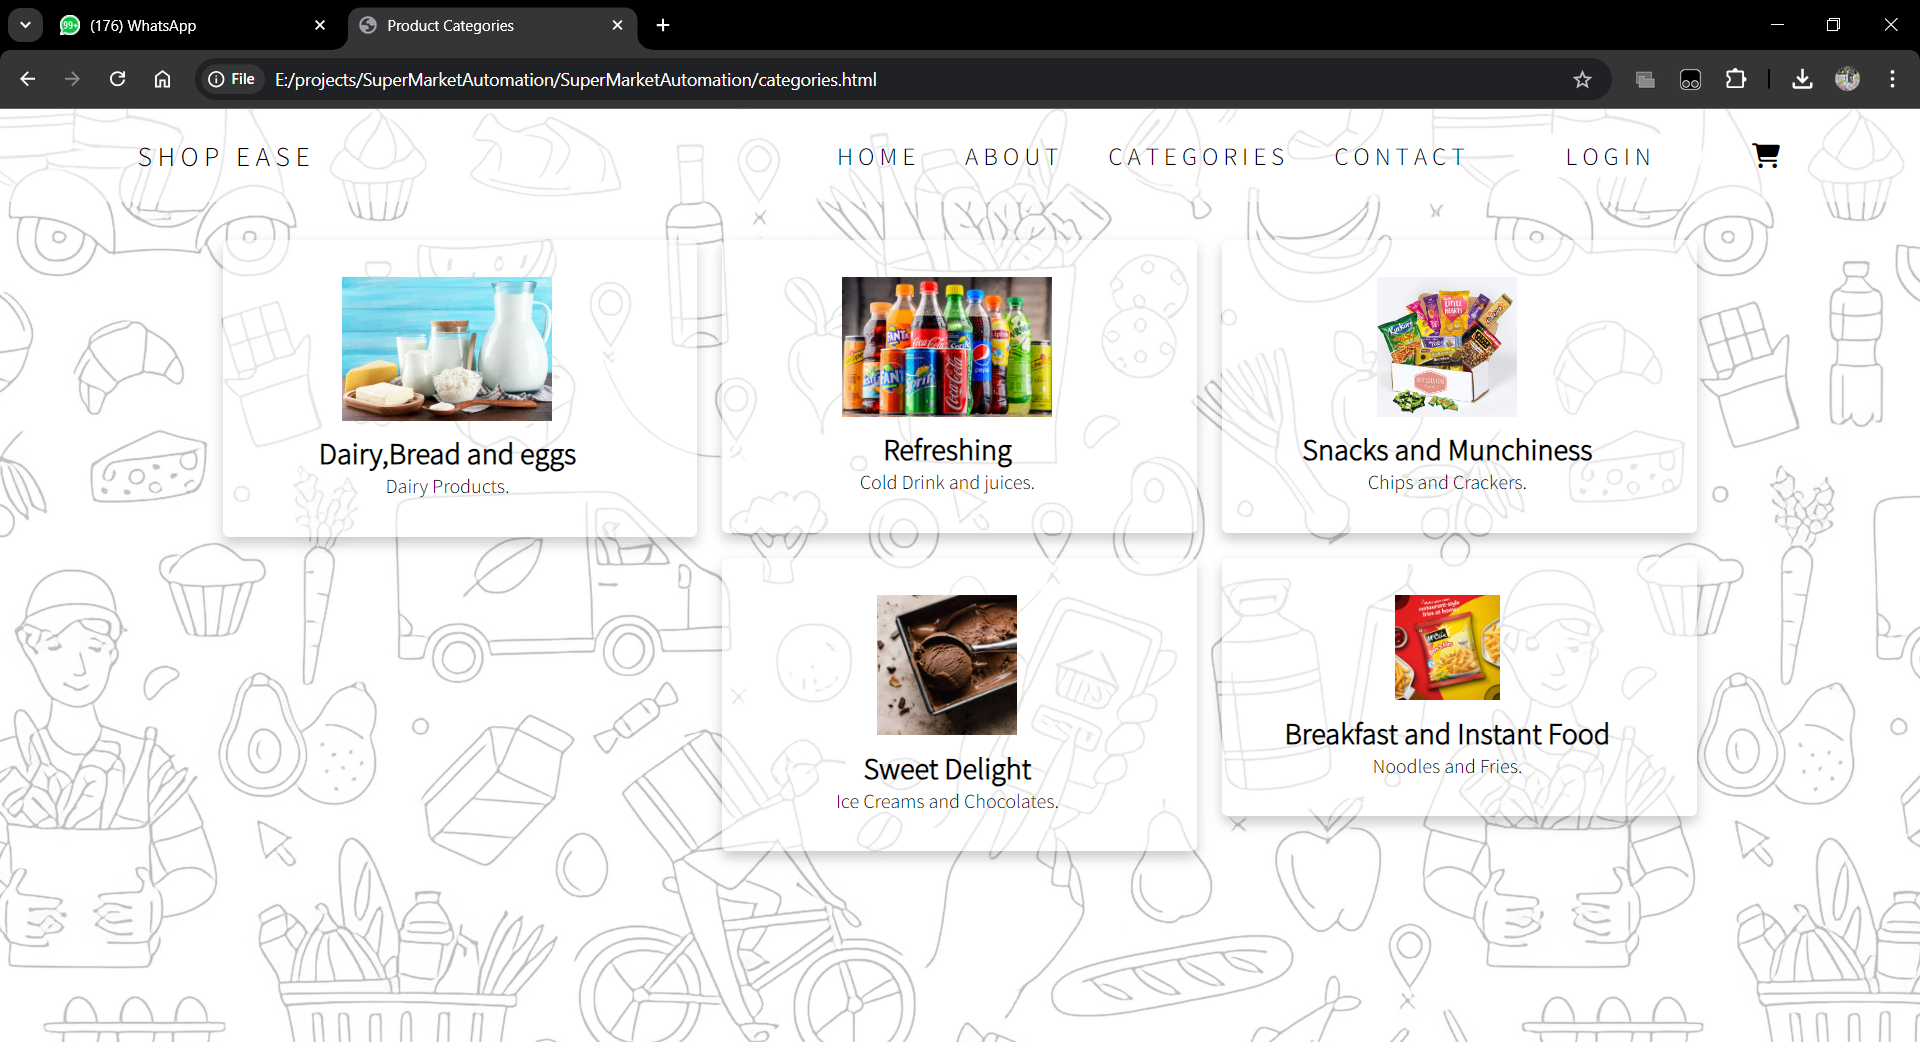 (176) WhatsApp
Product Categories
File
E:/projects/SuperMarketAutomation/SuperMarketAutomation/categories.html
SHOP EASE
HOME
ABOUT
CATEGORIES
CONTACT
LOGIN
Dairy,Bread and eggs
Dairy Products.
Refreshing
Cold Drink and juices.
Snacks and Munchiness
Chips and Crackers.
Sweet Delight
Ice Creams and Chocolates.
Breakfast and Instant Food
Noodles and Fries.